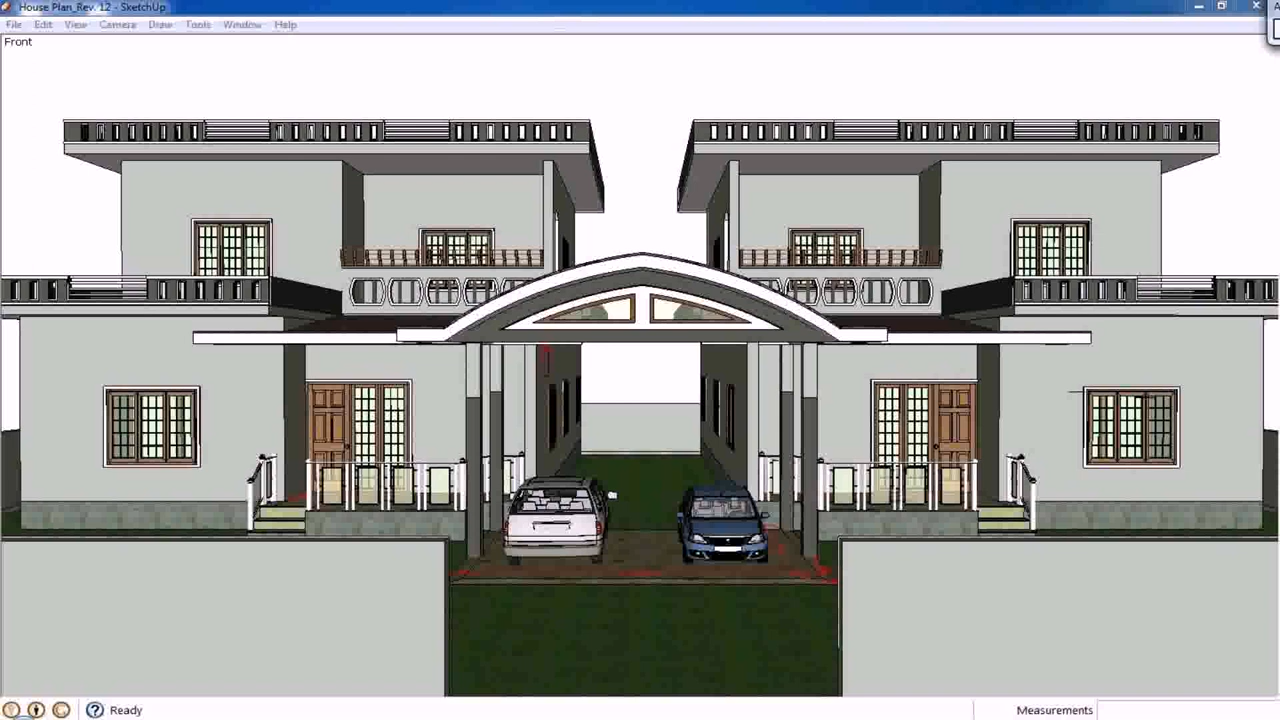 House Plan_Rev. 12 - SketchUp
File Edit View Camera Draw Tools Window Help
Front
Ready
Measurements